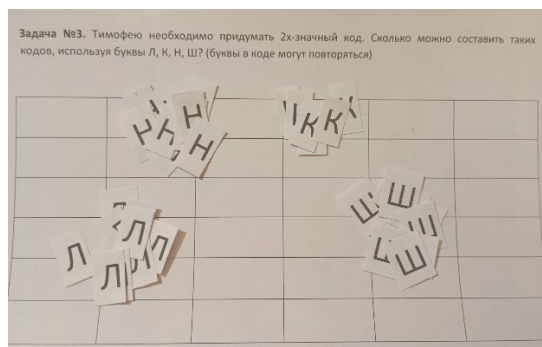 Задача №3. Тимофею необходимо придумать 2х-значный код. Сколько можно составить таких
кодов, используя буквы Л, К, Н, Ш? (буквы в коде могут повторяться)
Н Н Н Н К К
Л Л Л Л Л Ш Ш Ш Ш